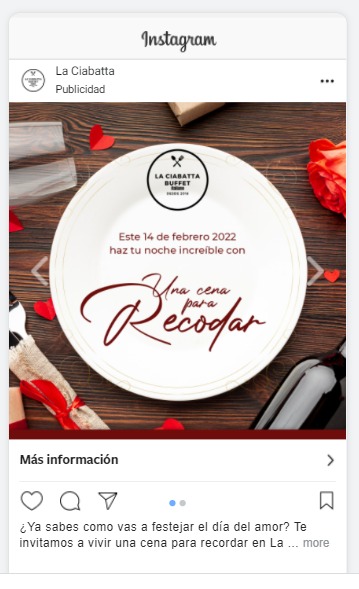 Instagram
La Ciabatta
Publicidad
LA CIABATTA
BUFFET
Este 14 de febrero 2022
haz tu noche increíble con
Una cena
para
Recodar
Más información
¿Ya sabes como vas a festejar el día del amor? Te
invitamos a vivir una cena para recordar en La ... more